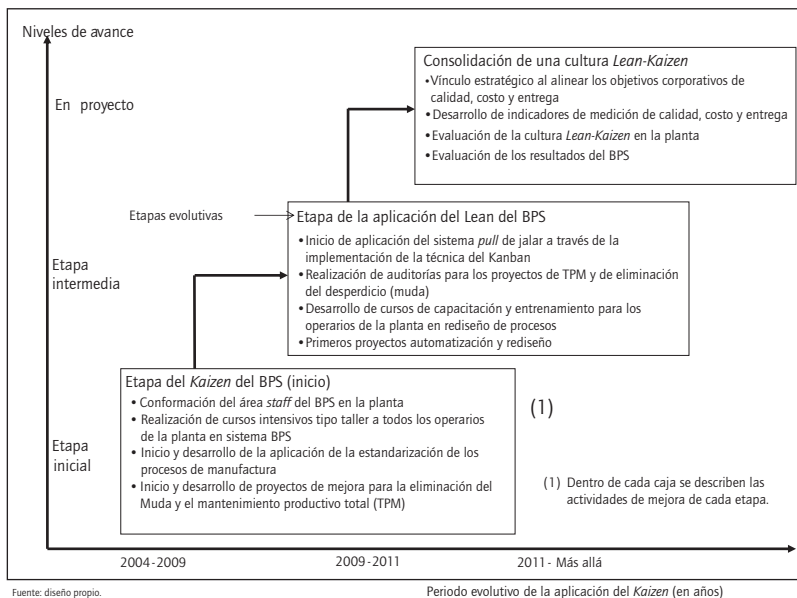 Niveles de avance
En proyecto
Consolidación de una cultura Lean-Kaizen
• Vínculo estratégico al alinear los objetivos corporativos de
calidad, costo y entrega
• Desarrollo de indicadores de medición de calidad, costo y entrega
• Evaluación de la cultura Lean-Kaizen en la planta
• Evaluación de los resultados del BPS
Etapas evolutivas
Etapa
intermedia
Etapa de la aplicación del Lean del BPS
• Inicio de aplicación del sistema pull de jalar a través de la
implementación de la técnica del Kanban
• Realización de auditorías para los proyectos de TPM y de eliminación
del desperdicio (muda)
• Desarrollo de cursos de capacitación y entrenamiento para los
operarios de la planta en rediseño de procesos
• Primeros proyectos automatización y rediseño
Etapa
inicial
Etapa del Kaizen del BPS (inicio)
• Conformación del área staff del BPS en la planta
• Realización de cursos intensivos tipo taller a todos los operarios
de la planta en sistema BPS
• Inicio y desarrollo de la aplicación de la estandarización de los
procesos de manufactura
• Inicio y desarrollo de proyectos de mejora para la eliminación del
Muda y el mantenimiento productivo total (TPM)
(1)
(1) Dentro de cada caja se describen las
actividades de mejora de cada etapa.
2004-2009
2009-2011
2011- Más allá
Fuente: diseño propio.
Periodo evolutivo de la aplicación del Kaizen (en años)